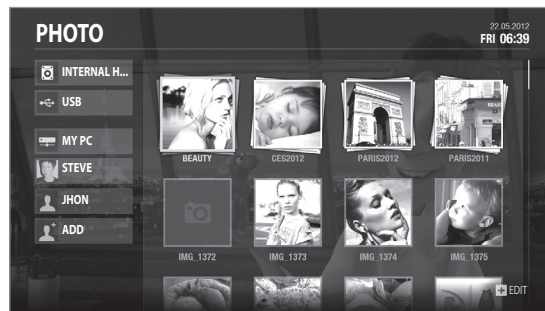 PHOTO
22.05.2012
FRI 06:39
INTERNAL H...
USB
MY PC
STEVE
JHON
ADD
BEAUTY
CES2012
PARIS2012
PARIS2011
IMG_1372
IMG_1373
IMG_1374
IMG_1375
EDIT